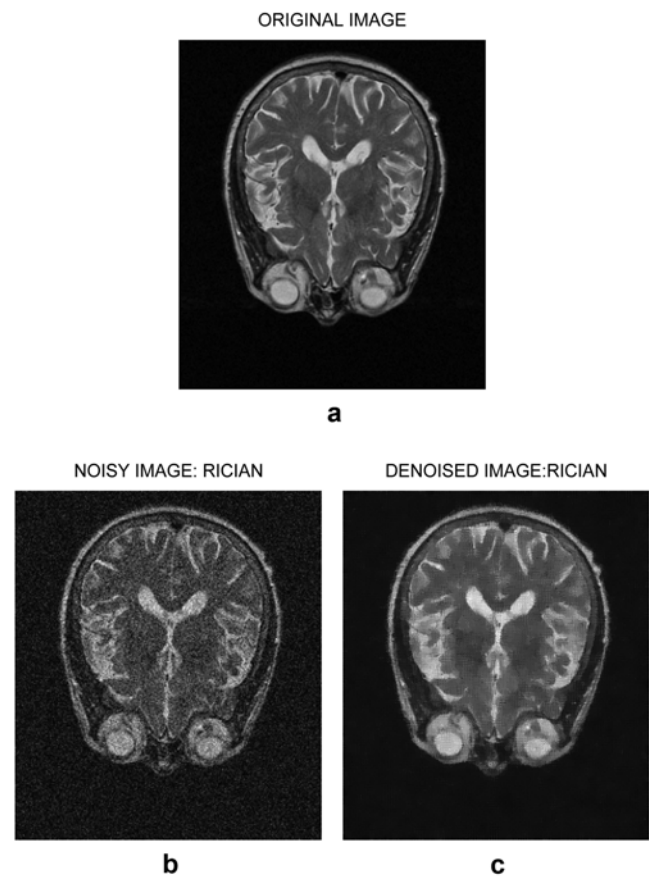 ORIGINAL IMAGE
a
NOISY IMAGE: RICIAN
DENOISED IMAGE:RICIAN
b
c